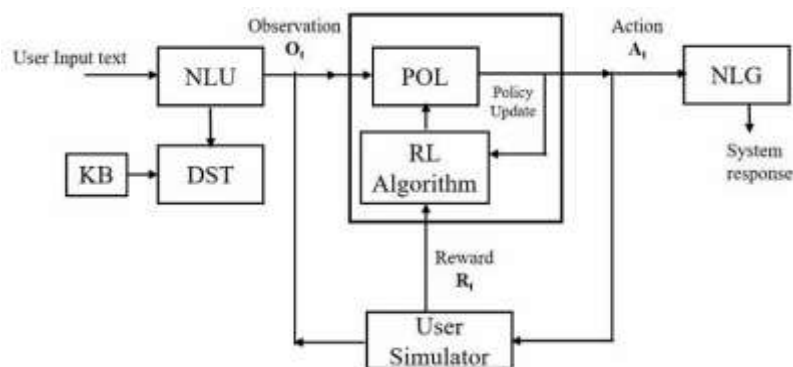 Observation
O_t
Action
A_t
User Input text
NLU
POL
NLG
Policy
Update
KB
DST
RL
Algorithm
System
response
Reward
R_t
User
Simulator